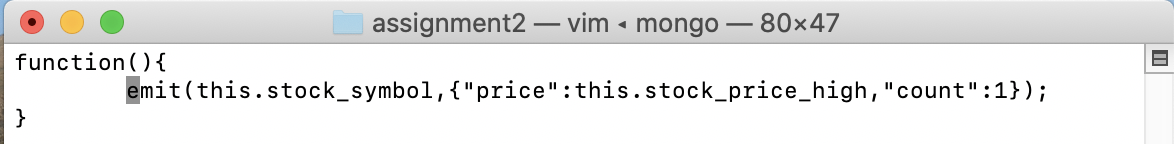 assignment2 — vim ◂ mongo — 80×47
function(){
        emit(this.stock_symbol,{"price":this.stock_price_high,"count":1});
}